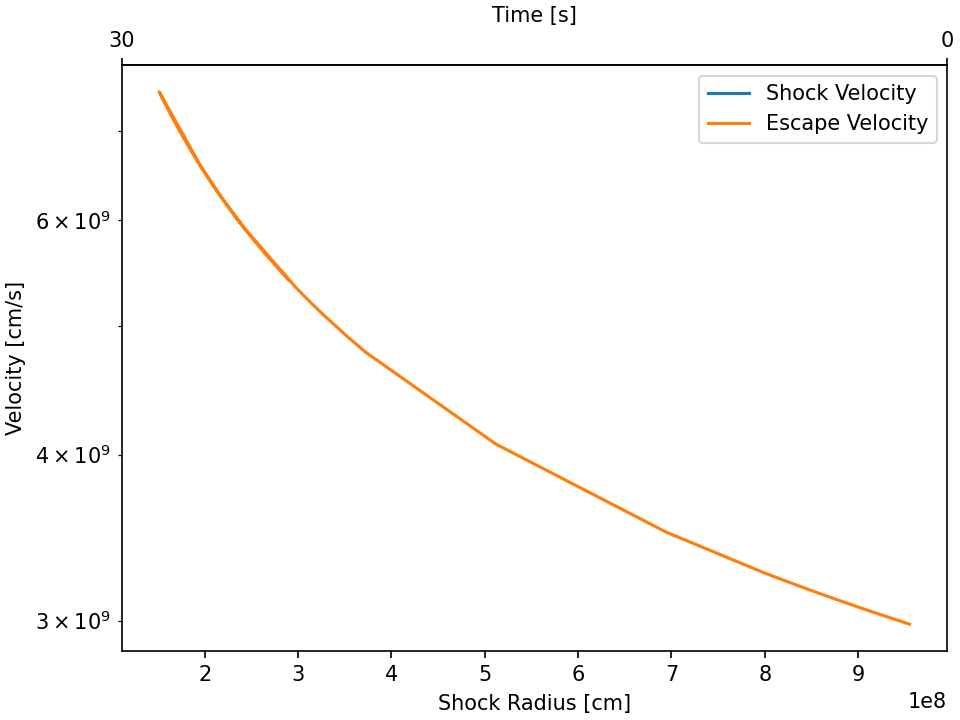 Time [s]
30 0
Shock Velocity
Escape Velocity
6 × 10⁹
4 × 10⁹
3 × 10⁹
Velocity [cm/s]
2 3 4 5 6 7 8 9
Shock Radius [cm]
1e8